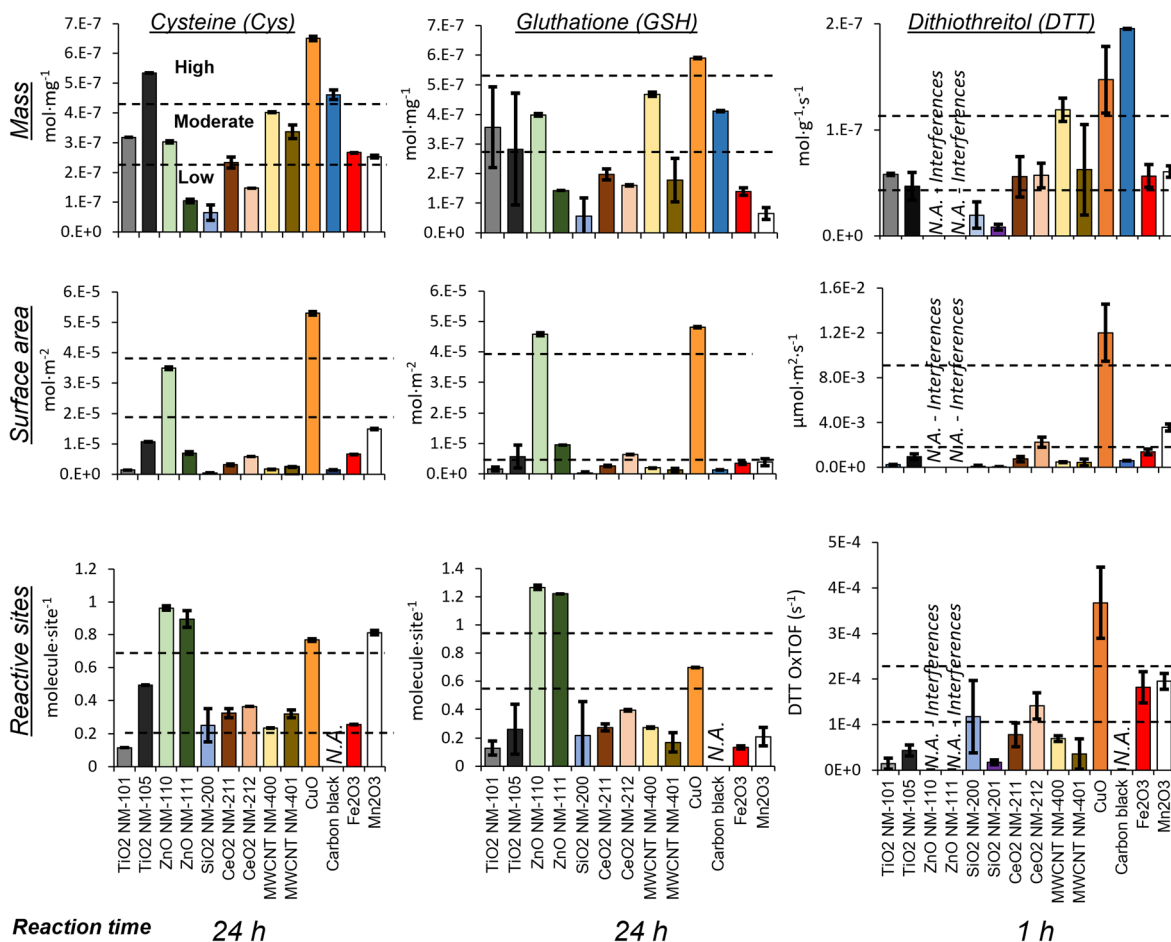 Cysteine (Cys)
Gluthatione (GSH)
Dithiothreitol (DTT)
Mass
mol·mg-1
7.E-7
6.E-7
5.E-7
4.E-7
3.E-7
2.E-7
1.E-7
0.E+0
High
Moderate
Low
mol·mg-1
7.E-7
6.E-7
5.E-7
4.E-7
3.E-7
2.E-7
1.E-7
0.E+0
mol·g-1·s-1
2.E-7
1.E-7
0.E+0
N.A. - Interferences
N.A. - Interferences
Surface area
mol·m-2
6.E-5
5.E-5
4.E-5
3.E-5
2.E-5
1.E-5
0.E+0
mol·m-2
6.E-5
5.E-5
4.E-5
3.E-5
2.E-5
1.E-5
0.E+0
µmol·m2·s-1
1.6E-2
1.2E-2
8.0E-3
4.0E-3
0.0E+0
N.A. - Interferences
N.A. - Interferences
Reactive sites
molecule·site-1
1.2
1
0.8
0.6
0.4
0.2
0
N.A.
molecule·site-1
1.4
1.2
1
0.8
0.6
0.4
0.2
0
N.A.
DTT OxTOF (s-1)
5E-4
4E-4
3E-4
2E-4
1E-4
0E+0
N.A. - Interferences
N.A. - Interferences
N.A.
TiO2 NM-101
TiO2 NM-105
ZnO NM-110
ZnO NM-111
SiO2 NM-200
CeO2 NM-211
CeO2 NM-212
MWCNT NM-400
MWCNT NM-401
CuO
Carbon black
Fe2O3
Mn2O3
TiO2 NM-101
TiO2 NM-105
ZnO NM-110
ZnO NM-111
SiO2 NM-200
CeO2 NM-211
CeO2 NM-212
MWCNT NM-400
MWCNT NM-401
CuO
Carbon black
Fe2O3
Mn2O3
TiO2 NM-101
TiO2 NM-105
ZnO NM-110
ZnO NM-111
SiO2 NM-200
SiO2 NM-201
CeO2 NM-211
CeO2 NM-212
MWCNT NM-400
MWCNT NM-401
CuO
Carbon black
Fe2O3
Mn2O3
Reaction time
24 h
24 h
1 h